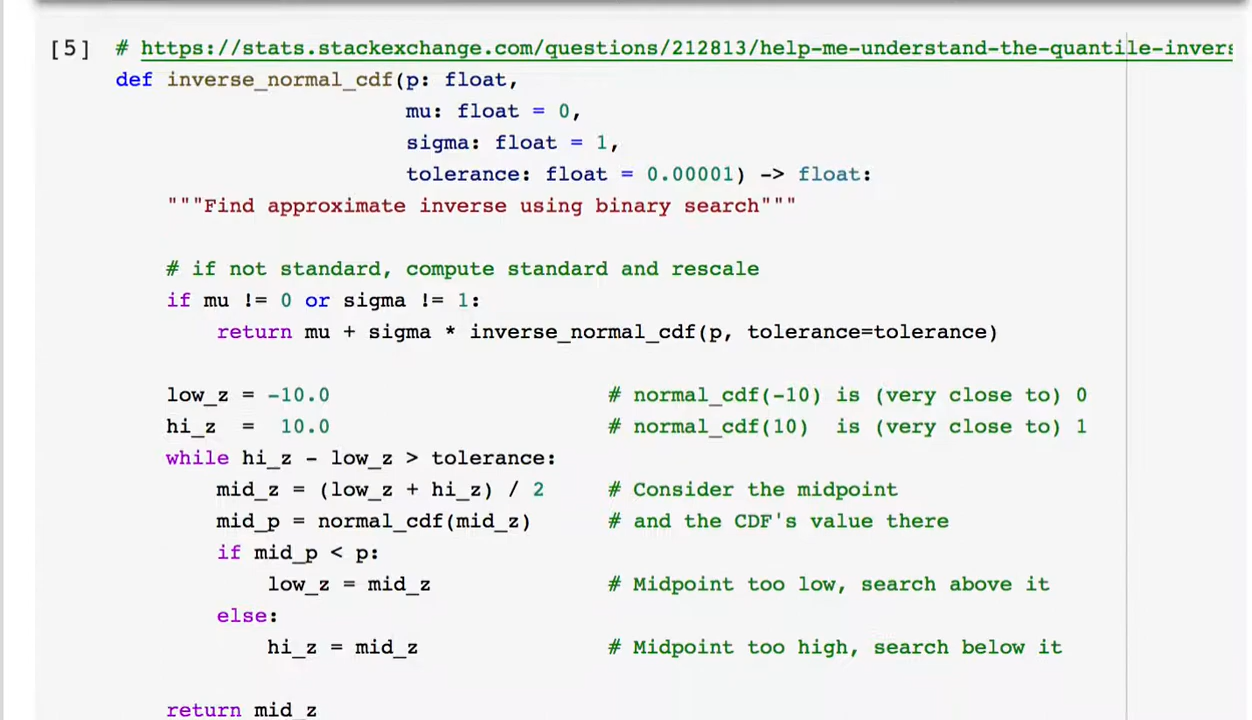 [5] # https://stats.stackexchange.com/questions/212813/help-me-understand-the-quantile-invers
def inverse_normal_cdf(p: float,
                       mu: float = 0,
                       sigma: float = 1,
                       tolerance: float = 0.00001) -> float:
    """Find approximate inverse using binary search"""

    # if not standard, compute standard and rescale
    if mu != 0 or sigma != 1:
        return mu + sigma * inverse_normal_cdf(p, tolerance=tolerance)

    low_z = -10.0                      # normal_cdf(-10) is (very close to) 0
    hi_z  =  10.0                      # normal_cdf(10)  is (very close to) 1
    while hi_z - low_z > tolerance:
        mid_z = (low_z + hi_z) / 2     # Consider the midpoint
        mid_p = normal_cdf(mid_z)      # and the CDF's value there
        if mid_p < p:
            low_z = mid_z              # Midpoint too low, search above it
        else:
            hi_z = mid_z               # Midpoint too high, search below it

    return mid_z